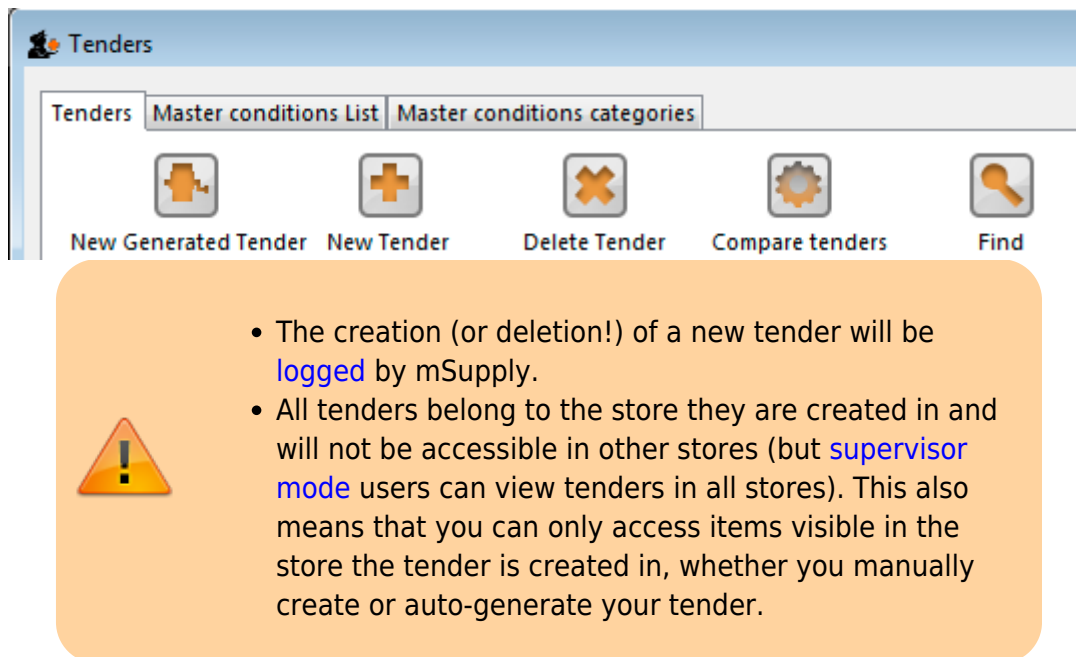 Tenders
Tenders Master conditions List Master conditions categories
New Generated Tender New Tender Delete Tender Compare tenders Find
• The creation (or deletion!) of a new tender will be
logged by mSupply.
• All tenders belong to the store they are created in and
will not be accessible in other stores (but supervisor
mode users can view tenders in all stores). This also
means that you can only access items visible in the
store the tender is created in, whether you manually
create or auto-generate your tender.